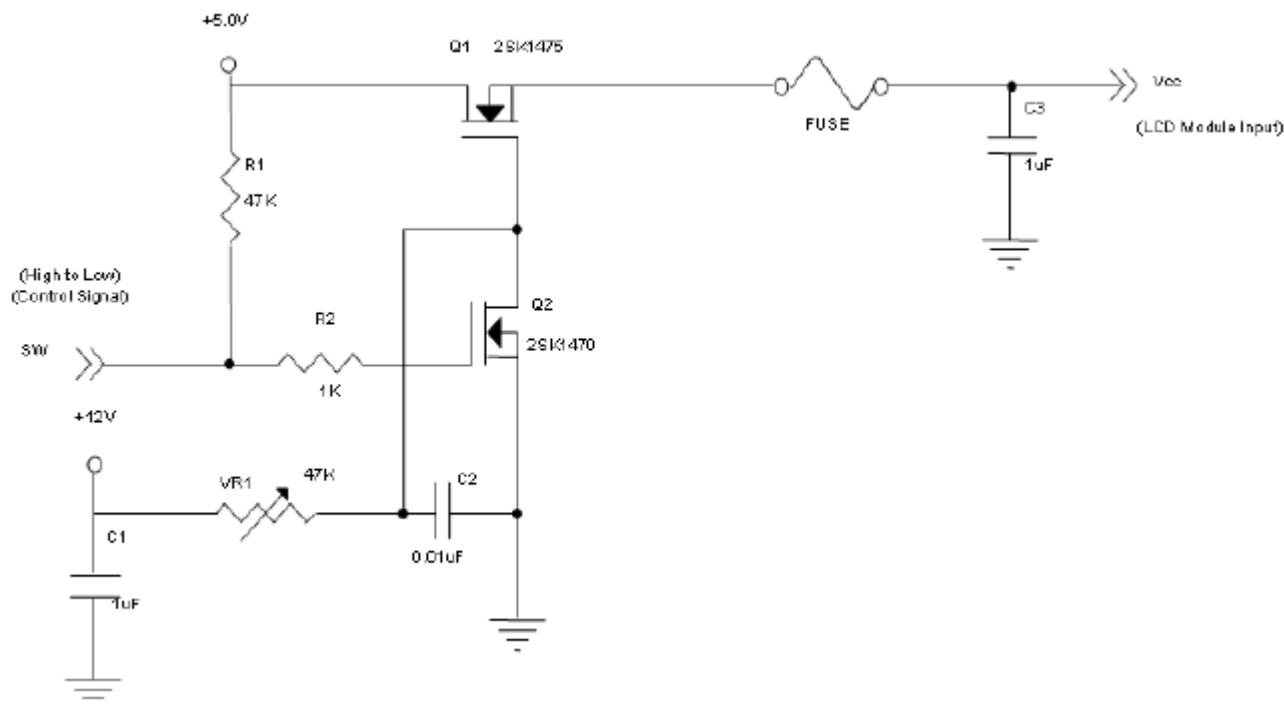 +5.0V
Q1 2SK1475
Vcc
C3
FUSE
(LCD Module Input)
R1
1uF
47K
(High to Low)
(Control Signal)
Q2
R2
2SK1470
SW
1K
+12V
47K
C2
VR1
C1
0.01uF
1uF